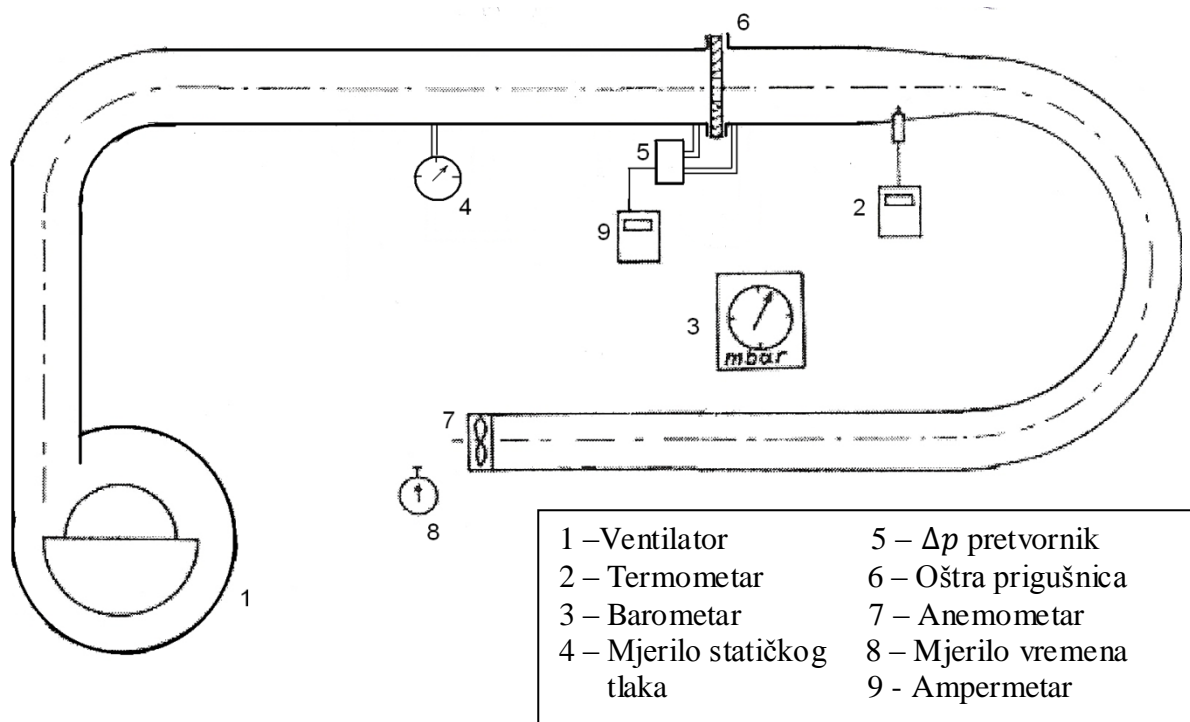 6
5
4
9
2
3
mbar
7
8
1
1 –Ventilator
2 – Termometar
3 – Barometar
4 – Mjerilo statičkog
tlaka
5 – Δp pretvornik
6 – Oštra prigušnica
7 – Anemometar
8 – Mjerilo vremena
9 - Ampermetar